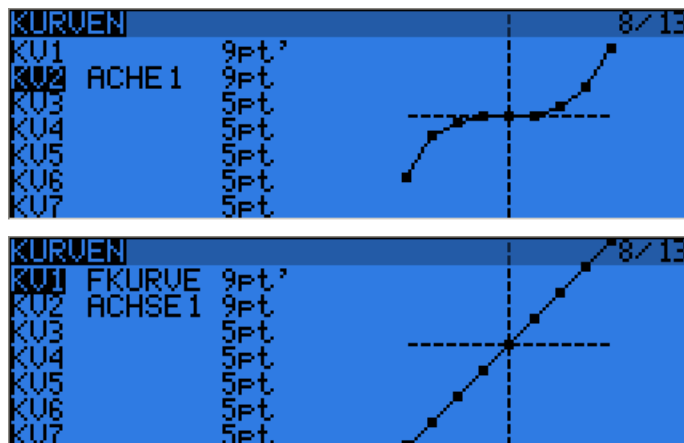 KURVEN 8/13
KV1 9pt'
KV2 ACHE1 9pt
KV3 5pt
KV4 5pt
KV5 5pt
KV6 5pt
KV7 5pt
KURVEN 8/13
KV1 FKURVE 9pt'
KV2 ACHSE1 9pt
KV3 5pt
KV4 5pt
KV5 5pt
KV6 5pt
KV7 5pt